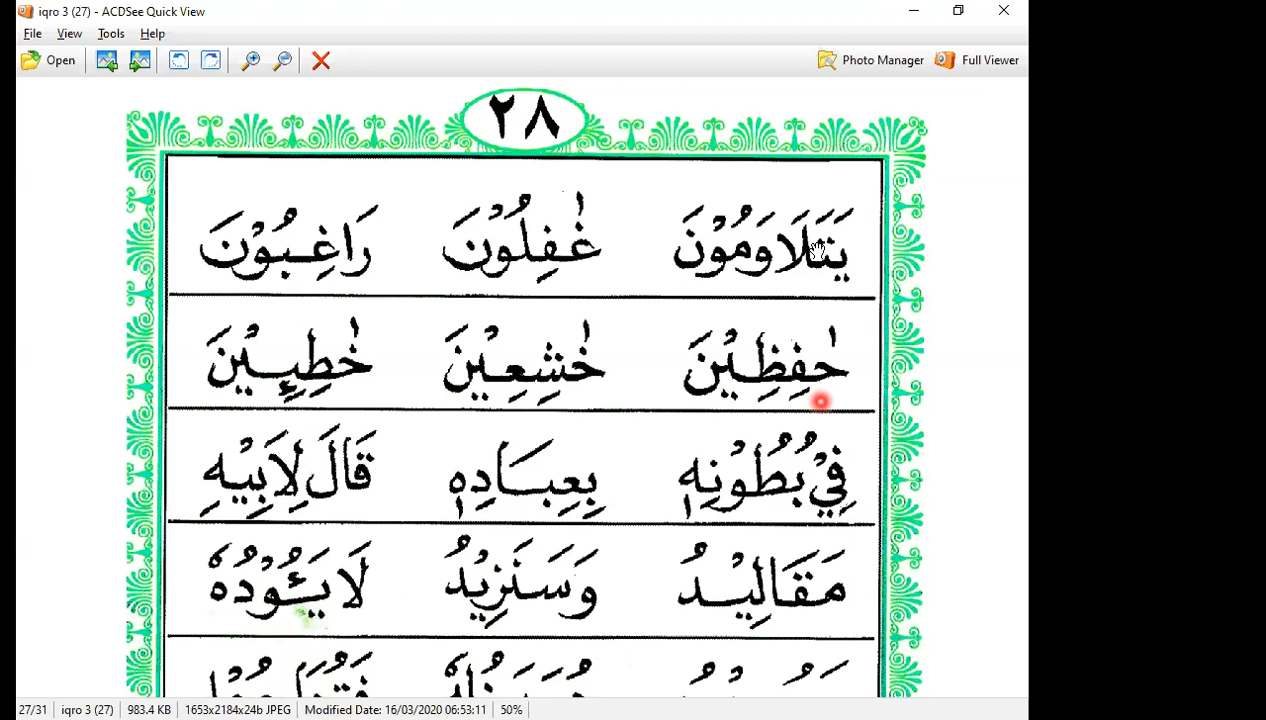 iqro 3 (27) - ACDSee Quick View
File View Tools Help
Open Photo Manager Full Viewer
٢٨
يَتَلَاوَمُوْنَ غٰفِلُوْنَ رَاغِبُوْنَ
حٰفِظِيْنَ خٰشِعِيْنَ خٰطِئِيْنَ
فِيْ بُطُوْنِهٖ بِعِبَادِهٖ قَالَ لِاَبِيْهِ
مَقَالِيْدُ وَسَنَزِيْدُ لَا يَئُوْدُهٗ
27/31 iqro 3 (27) 983.4 KB 1653x2184x24b JPEG Modified Date: 16/03/2020 06:53:11 50%